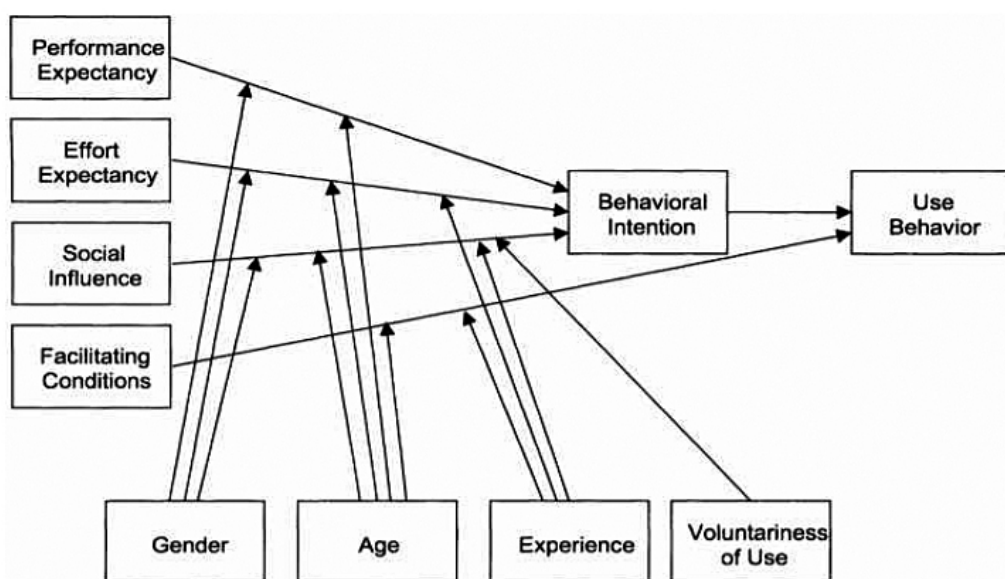 Performance
Expectancy
Effort
Expectancy
Social
Influence
Facilitating
Conditions
Behavioral
Intention
Use
Behavior
Gender
Age
Experience
Voluntariness
of Use